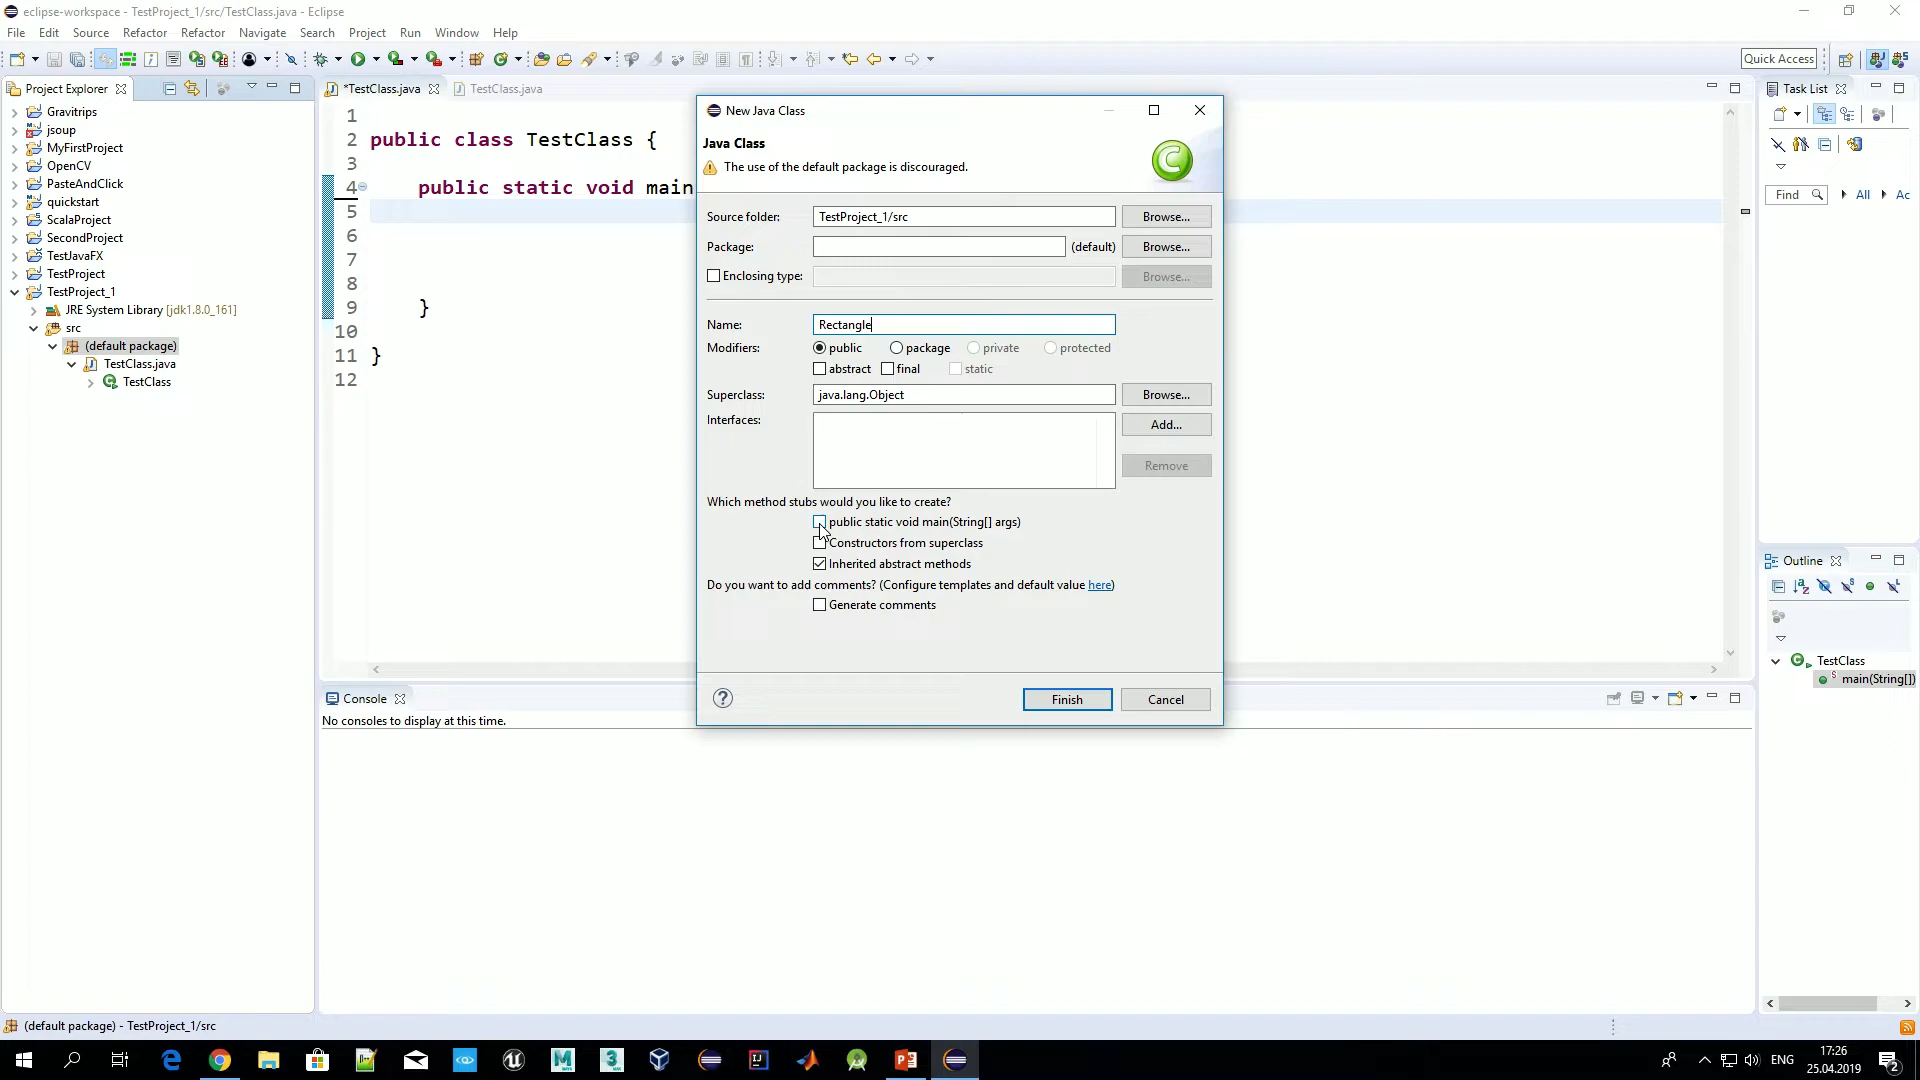 eclipse-workspace - TestProject_1/src/TestClass.java - Eclipse
File Edit Source Refactor Refactor Navigate Search Project Run Window Help
Quick Access
Project Explorer
Gravitrips
jsoup
MyFirstProject
OpenCV
PasteAndClick
quickstart
ScalaProject
SecondProject
TestJavaFX
TestProject
TestProject_1
JRE System Library [jdk1.8.0_161]
src
(default package)
TestClass.java
TestClass
*TestClass.java
TestClass.java
1
2 public class TestClass {
3
4 public static void main
5
6
7
8
9 }
10
11 }
12
New Java Class
Java Class
The use of the default package is discouraged.
Source folder: TestProject_1/src Browse...
Package: (default) Browse...
Enclosing type: Browse...
Name: Rectangle
Modifiers: public package private protected
abstract final static
Superclass: java.lang.Object Browse...
Interfaces: Add...
Remove
Which method stubs would you like to create?
public static void main(String[] args)
Constructors from superclass
Inherited abstract methods
Do you want to add comments? (Configure templates and default value here)
Generate comments
Finish Cancel
Console
No consoles to display at this time.
Task List
Find All Ac
Outline
TestClass
main(String[])
(default package) - TestProject_1/src
ENG
17:26
25.04.2019
2